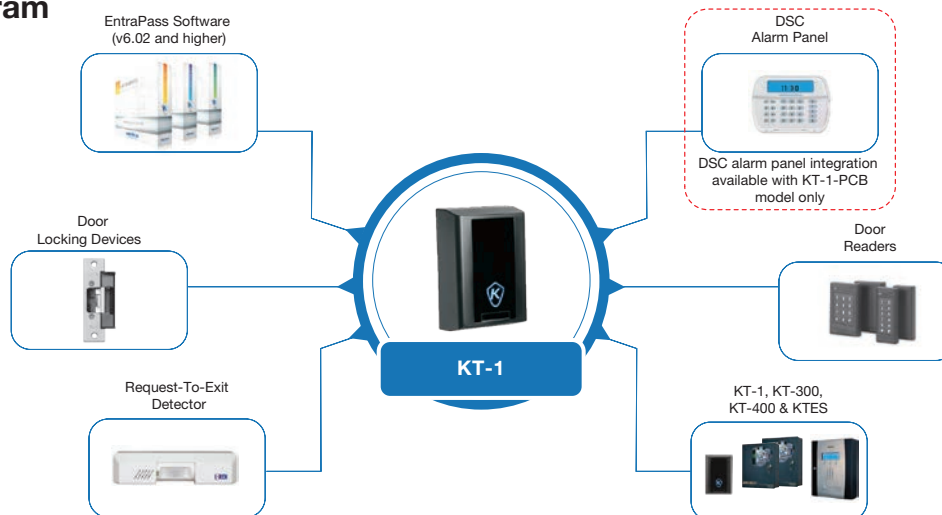 ram
EntraPass Software
(v6.02 and higher)
DSC
Alarm Panel
DSC alarm panel integration
available with KT-1-PCB
model only
Door
Locking Devices
Door
Readers
K
KT-1
Request-To-Exit
Detector
KT-1, KT-300,
KT-400 & KTES